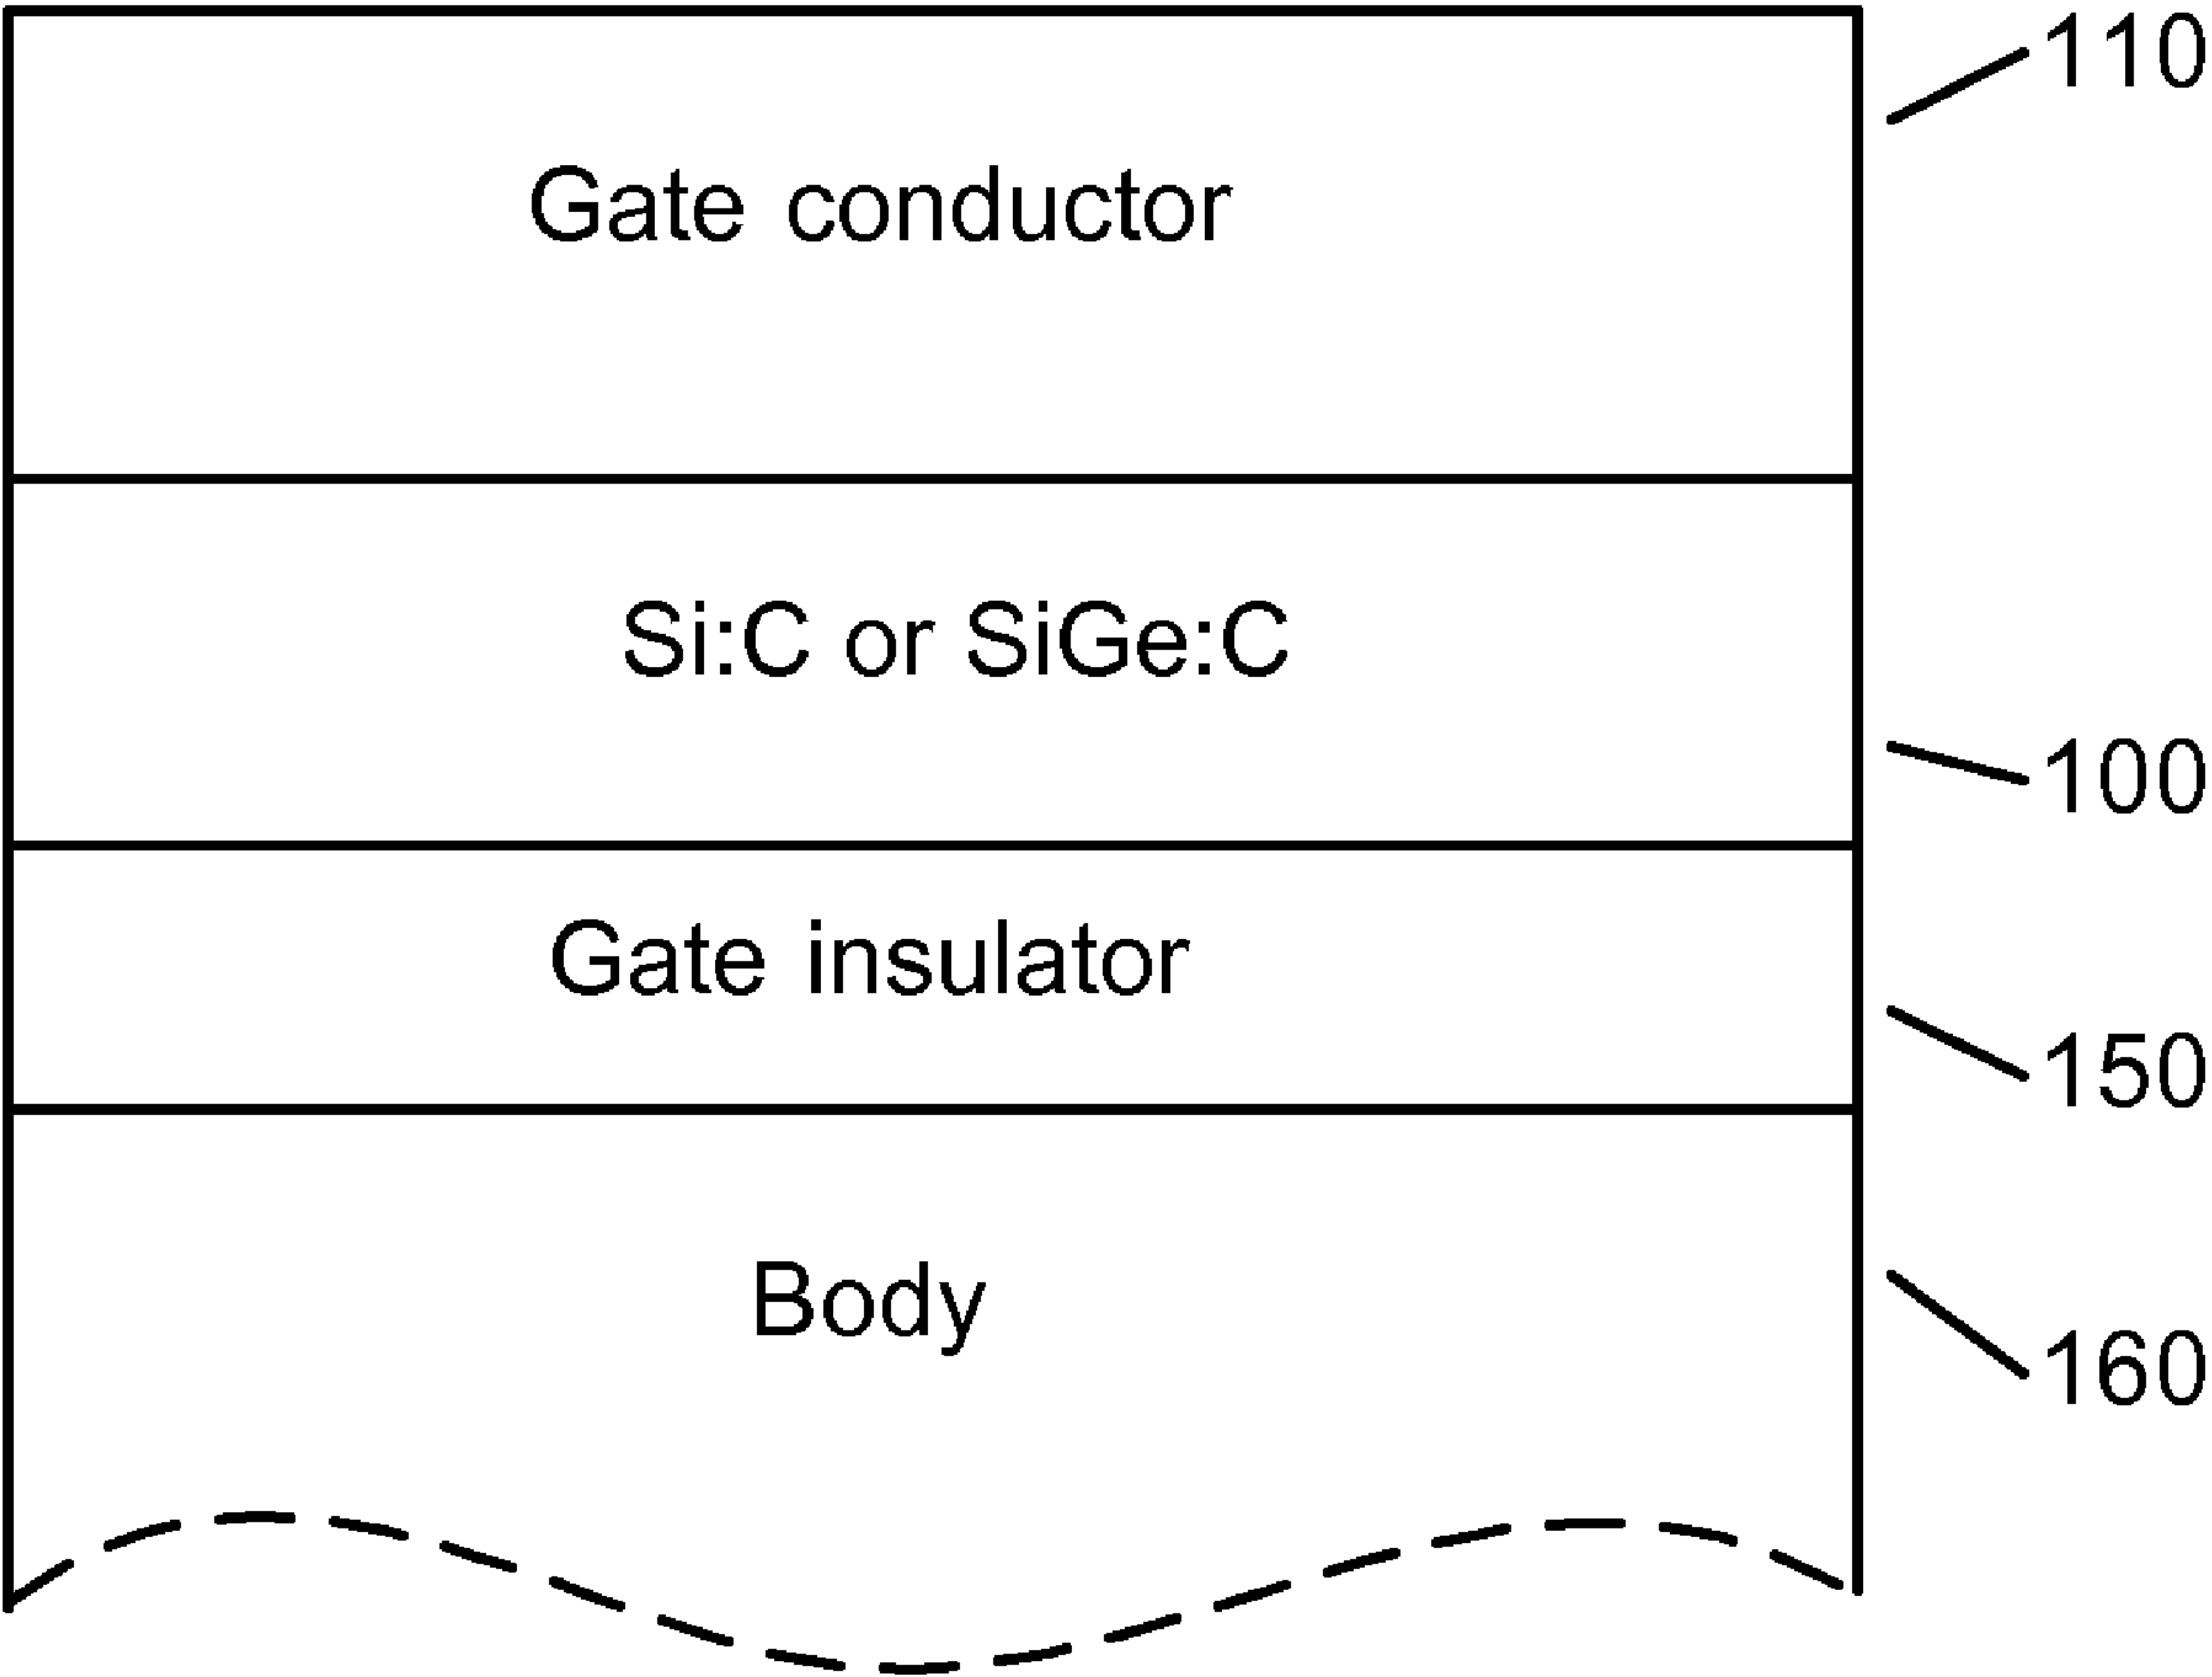 110
Gate conductor
Si:C or SiGe:C
100
Gate insulator
150
Body
160